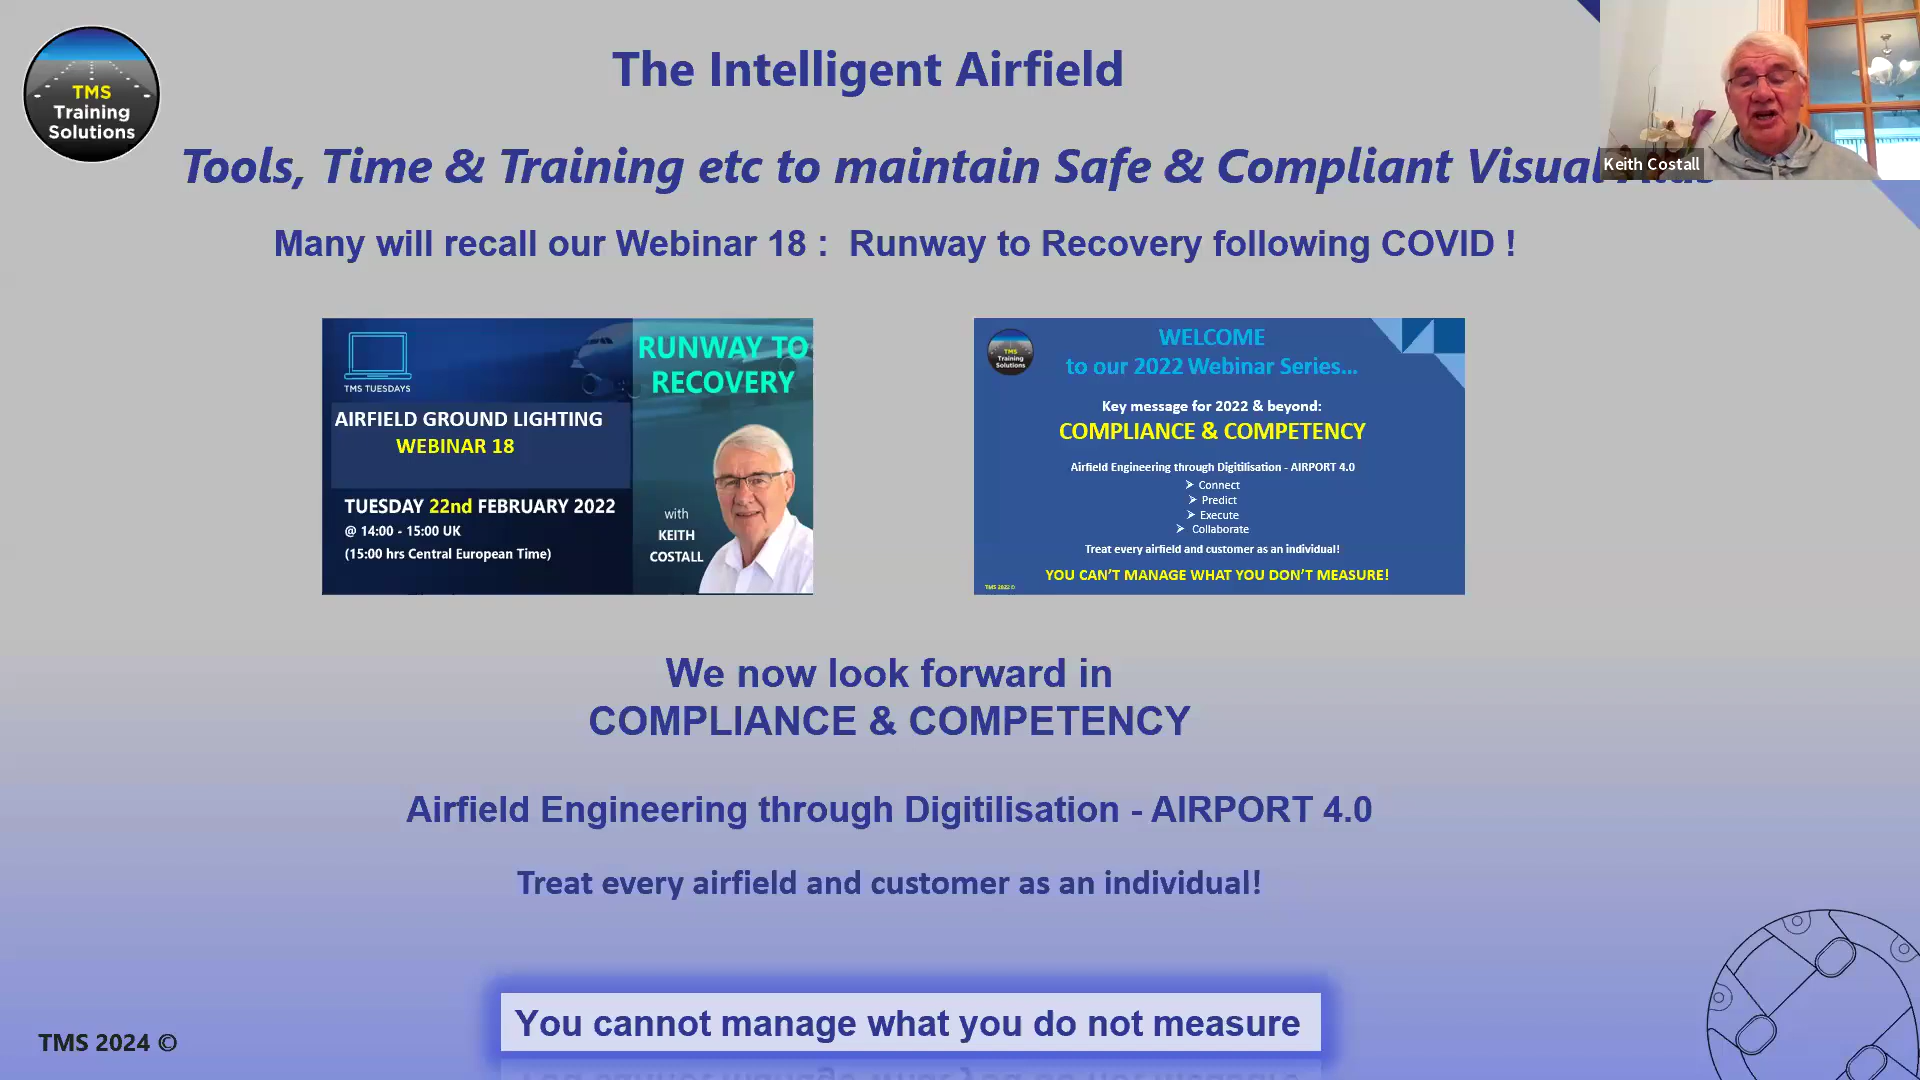 TMS
Training
Solutions
The Intelligent Airfield
Tools, Time & Training etc to maintain Safe & Compliant Visual
Keith Costall
Many will recall our Webinar 18 : Runway to Recovery following COVID !
TMS TUESDAYS
AIRFIELD GROUND LIGHTING
WEBINAR 18
TUESDAY 22nd FEBRUARY 2022
@ 14:00 - 15:00 UK
(15:00 hrs Central European Time)
RUNWAY TO
RECOVERY
with
KEITH
COSTALL
TMS
Training
Solutions
WELCOME
to our 2022 Webinar Series...
Key message for 2022 & beyond:
COMPLIANCE & COMPETENCY
Airfield Engineering through Digitilisation - AIRPORT 4.0
➢ Connect
➢ Predict
➢ Execute
➢ Collaborate
Treat every airfield and customer as an individual!
YOU CAN'T MANAGE WHAT YOU DON'T MEASURE!
TMS 2022 ©
We now look forward in
COMPLIANCE & COMPETENCY
Airfield Engineering through Digitilisation - AIRPORT 4.0
Treat every airfield and customer as an individual!
You cannot manage what you do not measure
TMS 2024 ©